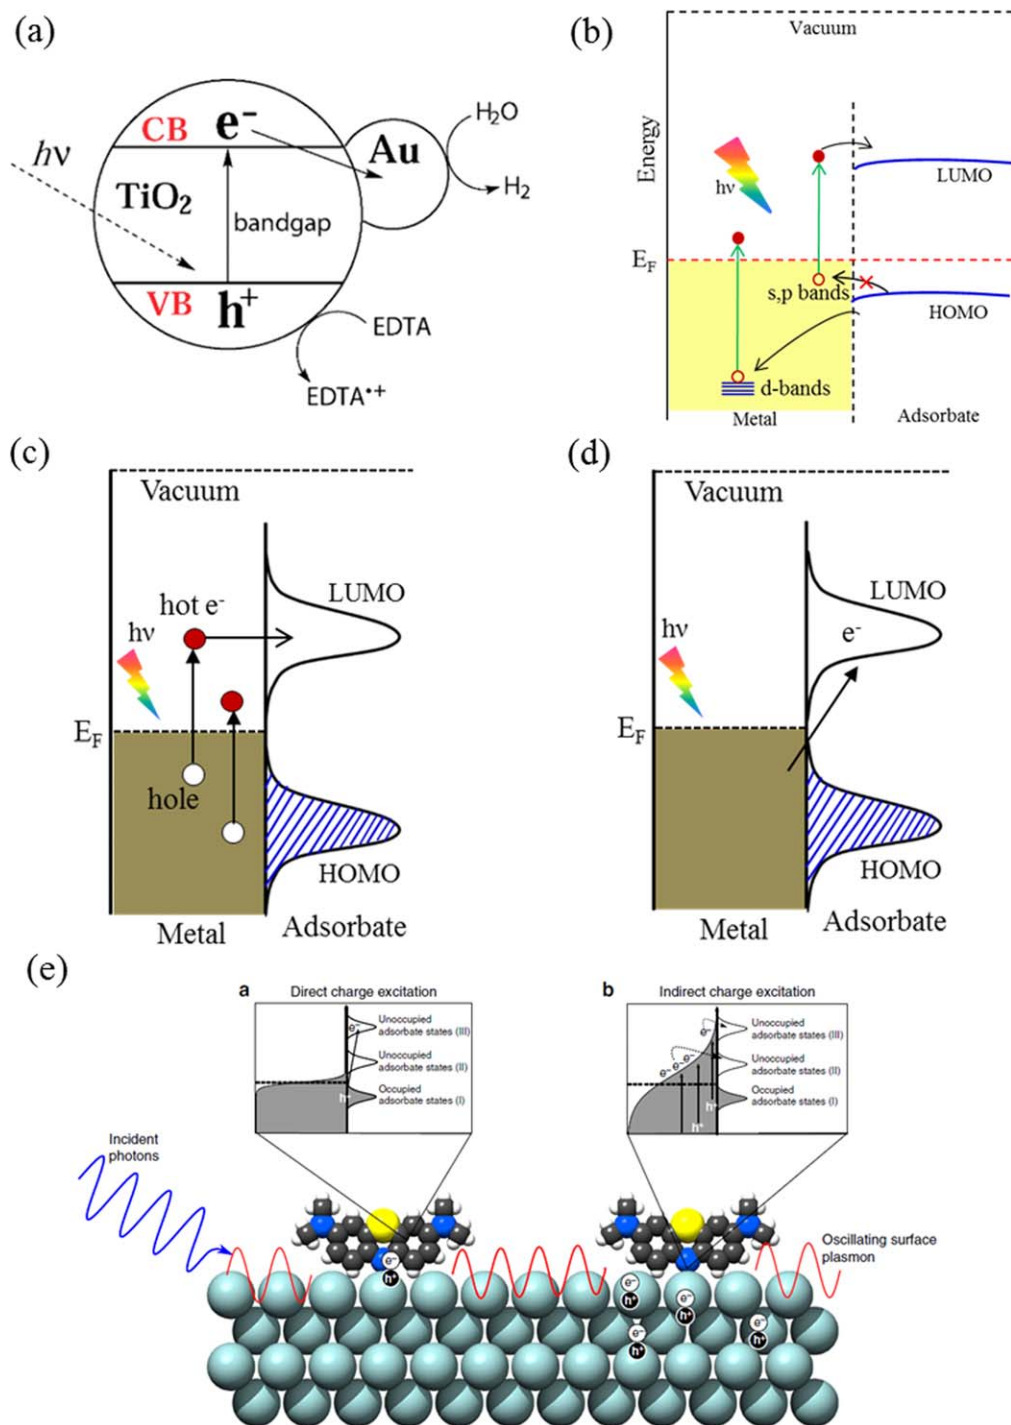 (a)
CB
e⁻
hν
TiO₂
Au
H₂O
H₂
bandgap
VB
h⁺
EDTA
EDTA•+
(b)
Vacuum
Energy
hν
LUMO
E_F
s,p bands
HOMO
d-bands
Metal
Adsorbate
(c)
Vacuum
LUMO
hot e⁻
hν
E_F
hole
HOMO
Metal
Adsorbate
(d)
Vacuum
LUMO
hν
e⁻
E_F
HOMO
Metal
Adsorbate
(e)
a
Direct charge excitation
e⁻
Unoccupied
adsorbate states (III)
Unoccupied
adsorbate states (II)
Occupied
adsorbate states (I)
h⁺
b
Indirect charge excitation
Unoccupied
adsorbate states (III)
e⁻
e⁻
e⁻
e⁻
Unoccupied
adsorbate states (II)
Occupied
adsorbate states (I)
h⁺
h⁺
Incident
photons
Oscillating surface
plasmon
e⁻
h⁺
e⁻
h⁺
e⁻
h⁺
e⁻
h⁺
e⁻
h⁺